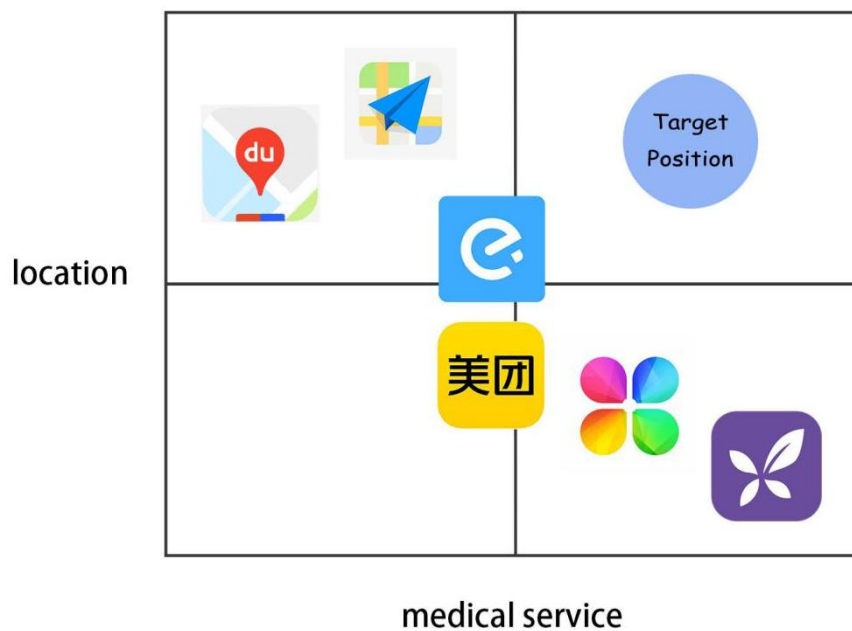 du
Target
Position
e
location
美团
medical service